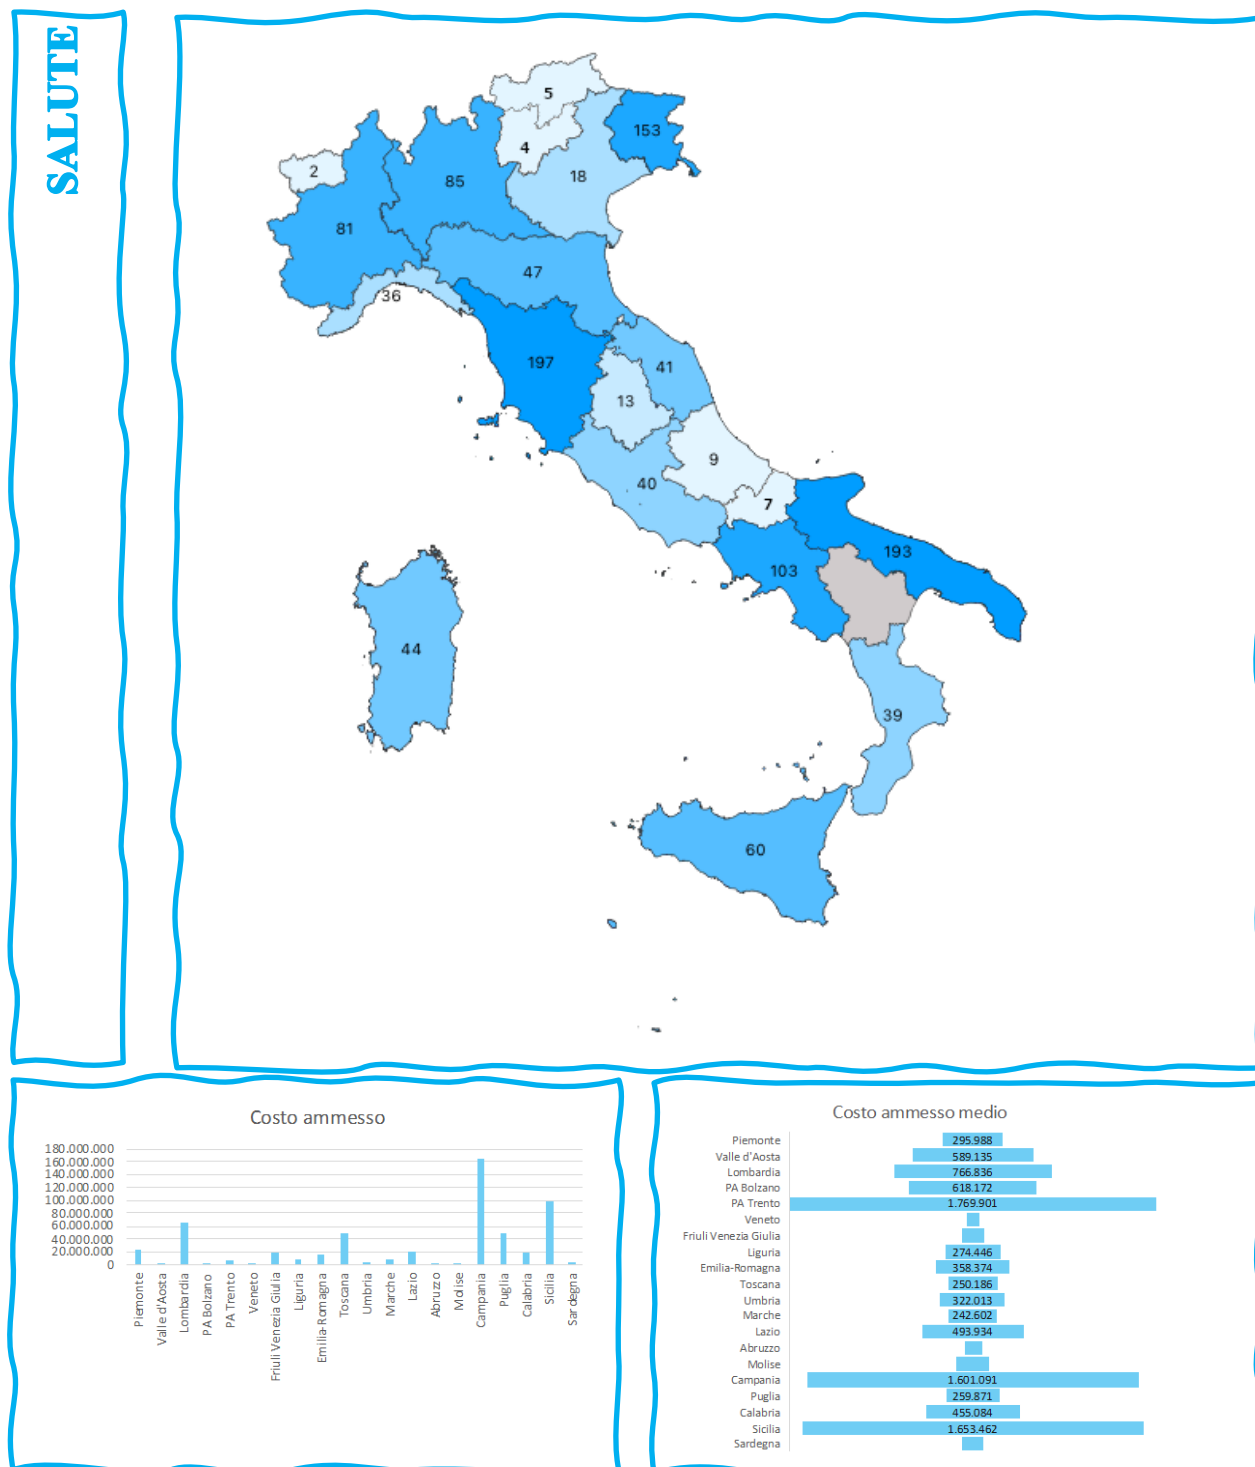 SALUTE
5
153
4
2
18
85
81
47
36
197
41
13
9
40
7
193
103
44
39
60
Costo ammesso
180.000.000
160.000.000
140.000.000
120.000.000
100.000.000
80.000.000
60.000.000
40.000.000
20.000.000
0
Piemonte
Valle d'Aosta
Lombardia
PA Bolzano
PA Trento
Veneto
Friuli Venezia Giulia
Liguria
Emilia-Romagna
Toscana
Umbria
Marche
Lazio
Abruzzo
Molise
Campania
Puglia
Calabria
Sicilia
Sardegna
Costo ammesso medio
Piemonte 295.988
Valle d'Aosta 589.135
Lombardia 766.836
PA Bolzano 618.172
PA Trento 1.769.901
Veneto
Friuli Venezia Giulia
Liguria 274.446
Emilia-Romagna 358.374
Toscana 250.186
Umbria 322.013
Marche 242.602
Lazio 493.934
Abruzzo
Molise
Campania 1.601.091
Puglia 259.871
Calabria 455.084
Sicilia 1.653.462
Sardegna